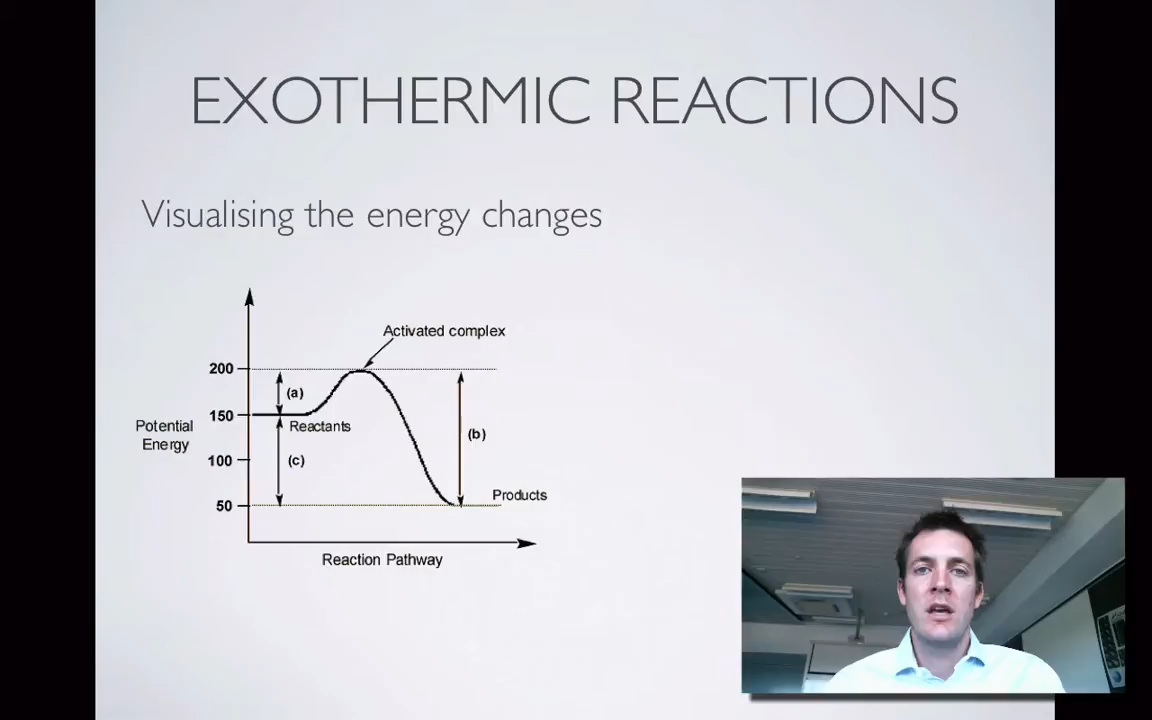 EXOTHERMIC REACTIONS
Visualising the energy changes
Activated complex
200
(a)
150
Reactants
Potential
Energy
(b)
100
(c)
50
Products
Reaction Pathway